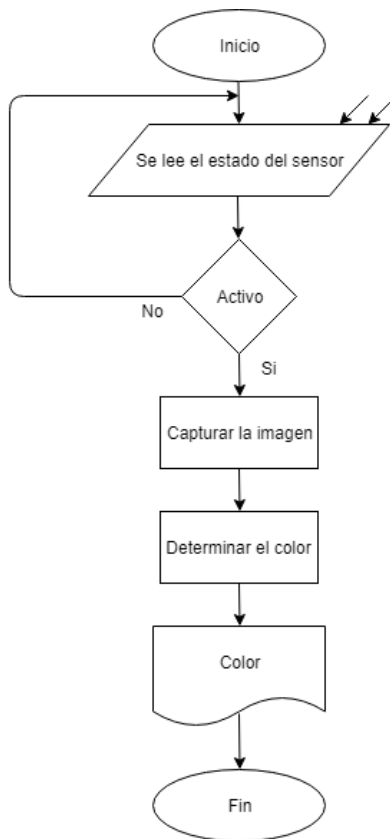 Inicio
Se lee el estado del sensor
Activo
No
Si
Capturar la imagen
Determinar el color
Color
Fin